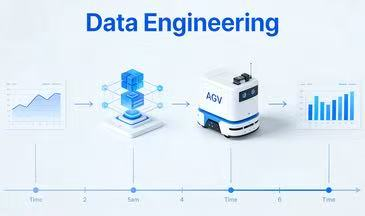 Data Engineering
AGV
Time 2 5am 4 Time 6 Time